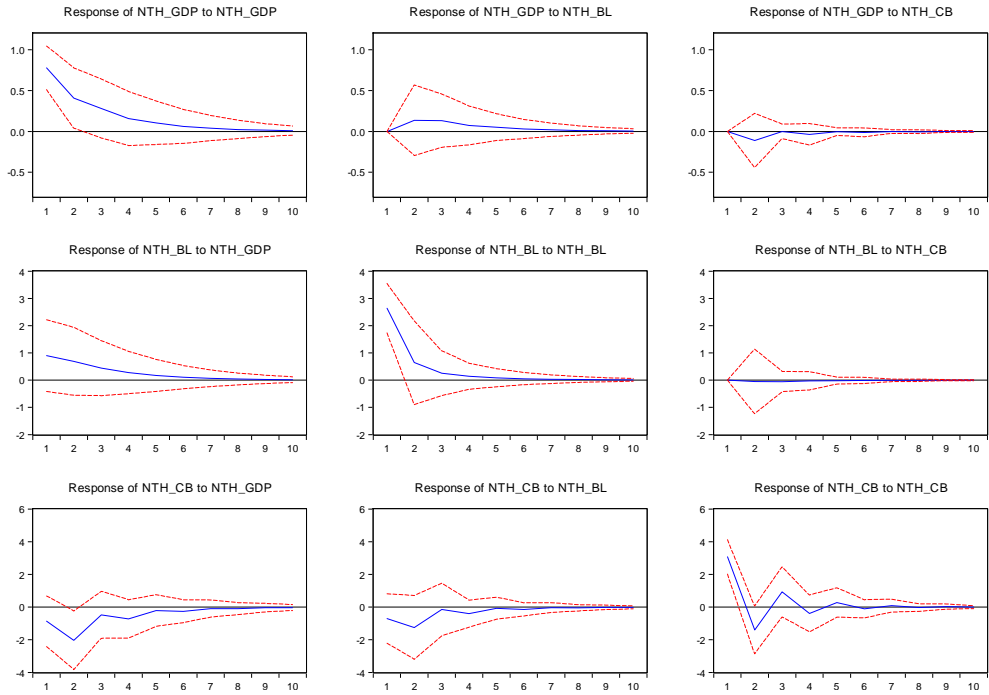 Response of NTH_GDP to NTH_GDP
Response of NTH_GDP to NTH_BL
Response of NTH_GDP to NTH_CB
1.0
0.5
0.0
-0.5
1 2 3 4 5 6 7 8 9 10
1.0
0.5
0.0
-0.5
1 2 3 4 5 6 7 8 9 10
1.0
0.5
0.0
-0.5
1 2 3 4 5 6 7 8 9 10
Response of NTH_BL to NTH_GDP
Response of NTH_BL to NTH_BL
Response of NTH_BL to NTH_CB
4
3
2
1
0
-1
-2
1 2 3 4 5 6 7 8 9 10
4
3
2
1
0
-1
-2
1 2 3 4 5 6 7 8 9 10
4
3
2
1
0
-1
-2
1 2 3 4 5 6 7 8 9 10
Response of NTH_CB to NTH_GDP
Response of NTH_CB to NTH_BL
Response of NTH_CB to NTH_CB
6
4
2
0
-2
-4
1 2 3 4 5 6 7 8 9 10
6
4
2
0
-2
-4
1 2 3 4 5 6 7 8 9 10
6
4
2
0
-2
-4
1 2 3 4 5 6 7 8 9 10